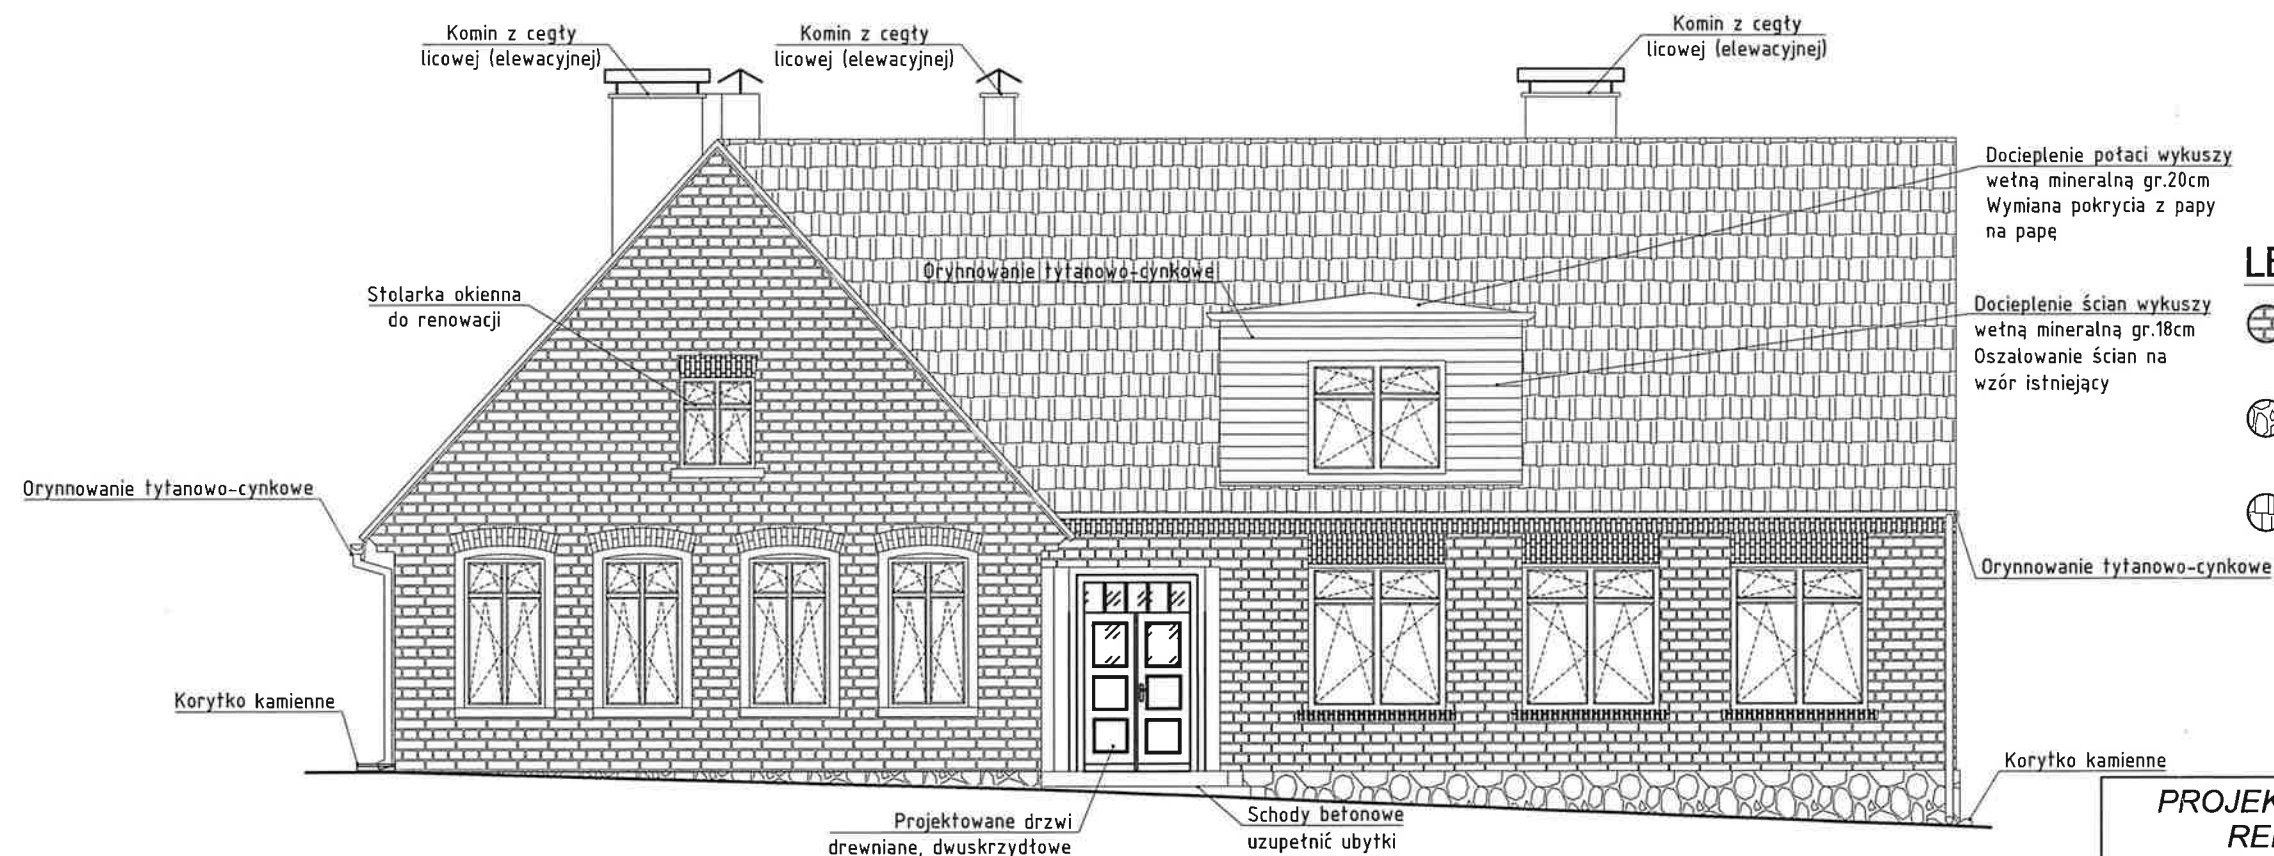 Komin z cegły
licowej (elewacyjnej)
Komin z cegły
licowej (elewacyjnej)
Komin z cegły
licowej (elewacyjnej)
Docieplenie połaci wykuszy
wełną mineralną gr.20cm
Wymiana pokrycia z papy
na papę
Orynnowanie tytanowo-cynkowe
Stolarka okienna
do renowacji
Docieplenie ścian wykuszy
wełną mineralną gr.18cm
Oszalowanie ścian na
wzór istniejący
Orynnowanie tytanowo-cynkowe
Orynnowanie tytanowo-cynkowe
Korytko kamienne
Korytko kamienne
Projektowane drzwi
drewniane, dwuskrzydłowe
Schody betonowe
uzupełnić ubytki